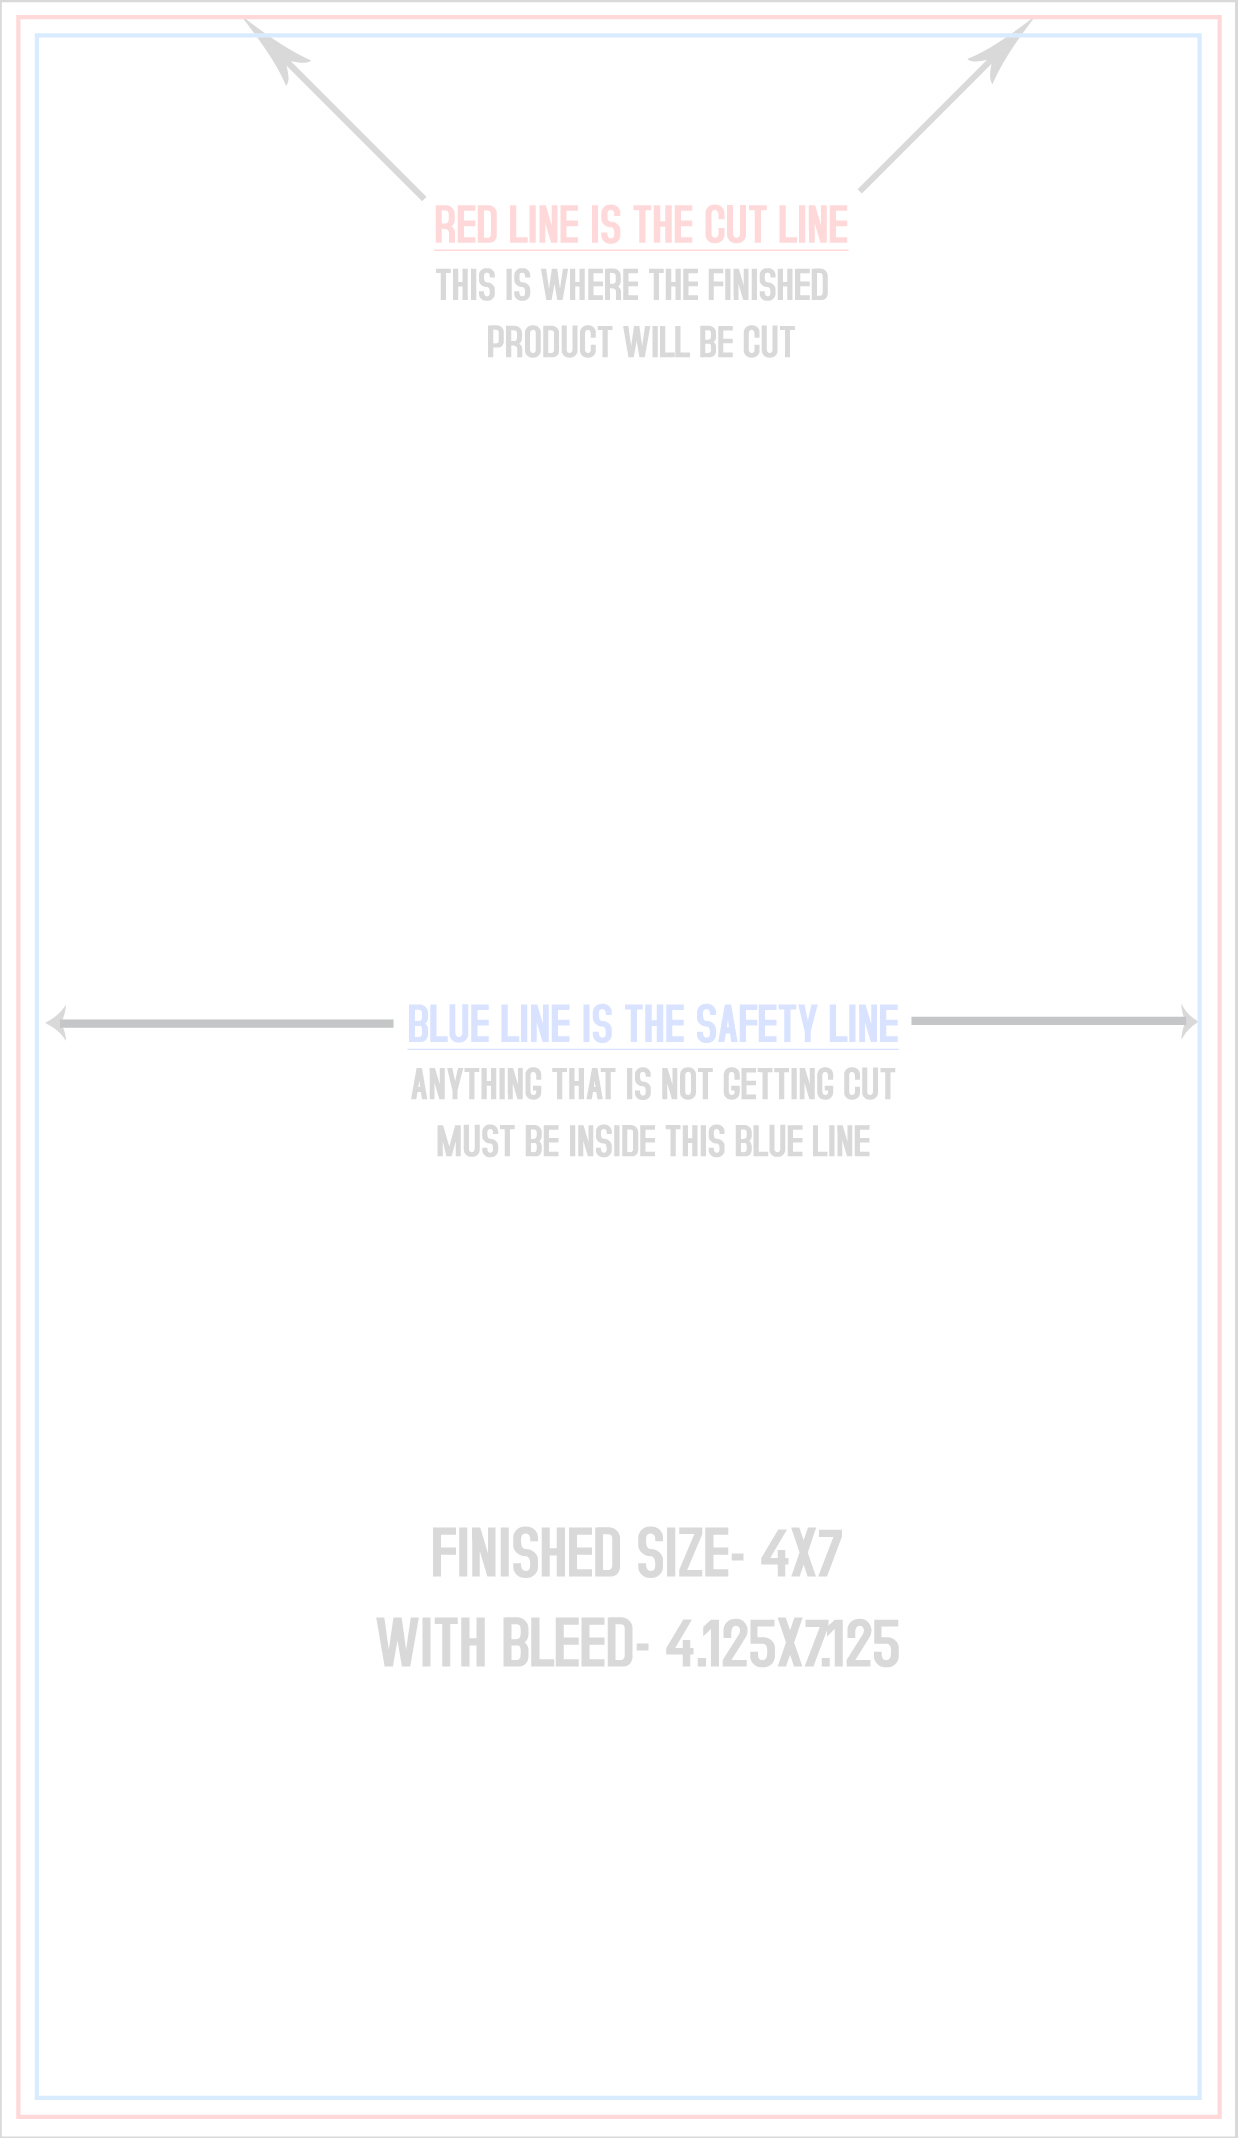 RED LINE IS THE CUT LINE
THIS IS WHERE THE FINISHED
PRODUCT WILL BE CUT
BLUE LINE IS THE SAFETY LINE
ANYTHING THAT IS NOT GETTING CUT
MUST BE INSIDE THIS BLUE LINE
FINISHED SIZE- 4X7
WITH BLEED- 4.125X7.125